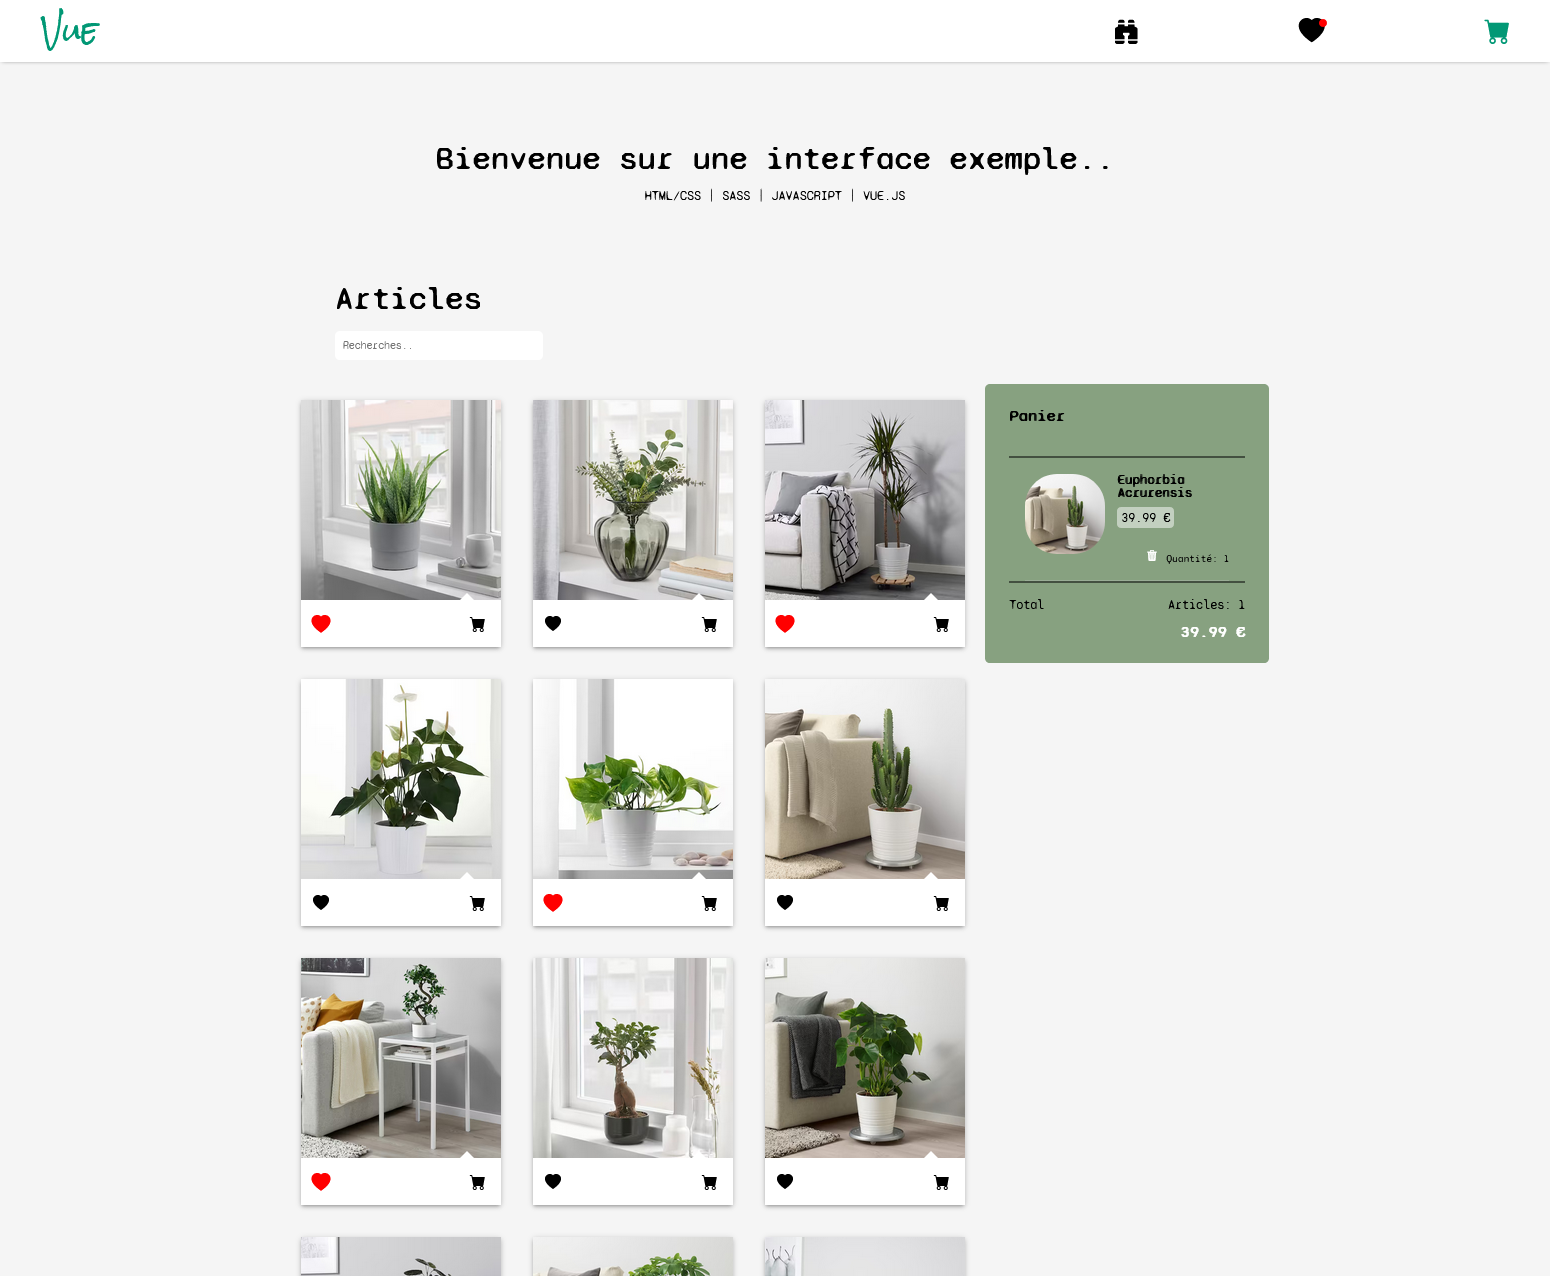 Vue
Bienvenue sur une interface exemple..
HTML/CSS | SASS | JAVASCRIPT | VUE.JS
Articles
Recherches..
Panier
Euphorbia
Acrurensis
39.99 €
Quantité: 1
Total
Articles: 1
39.99 €